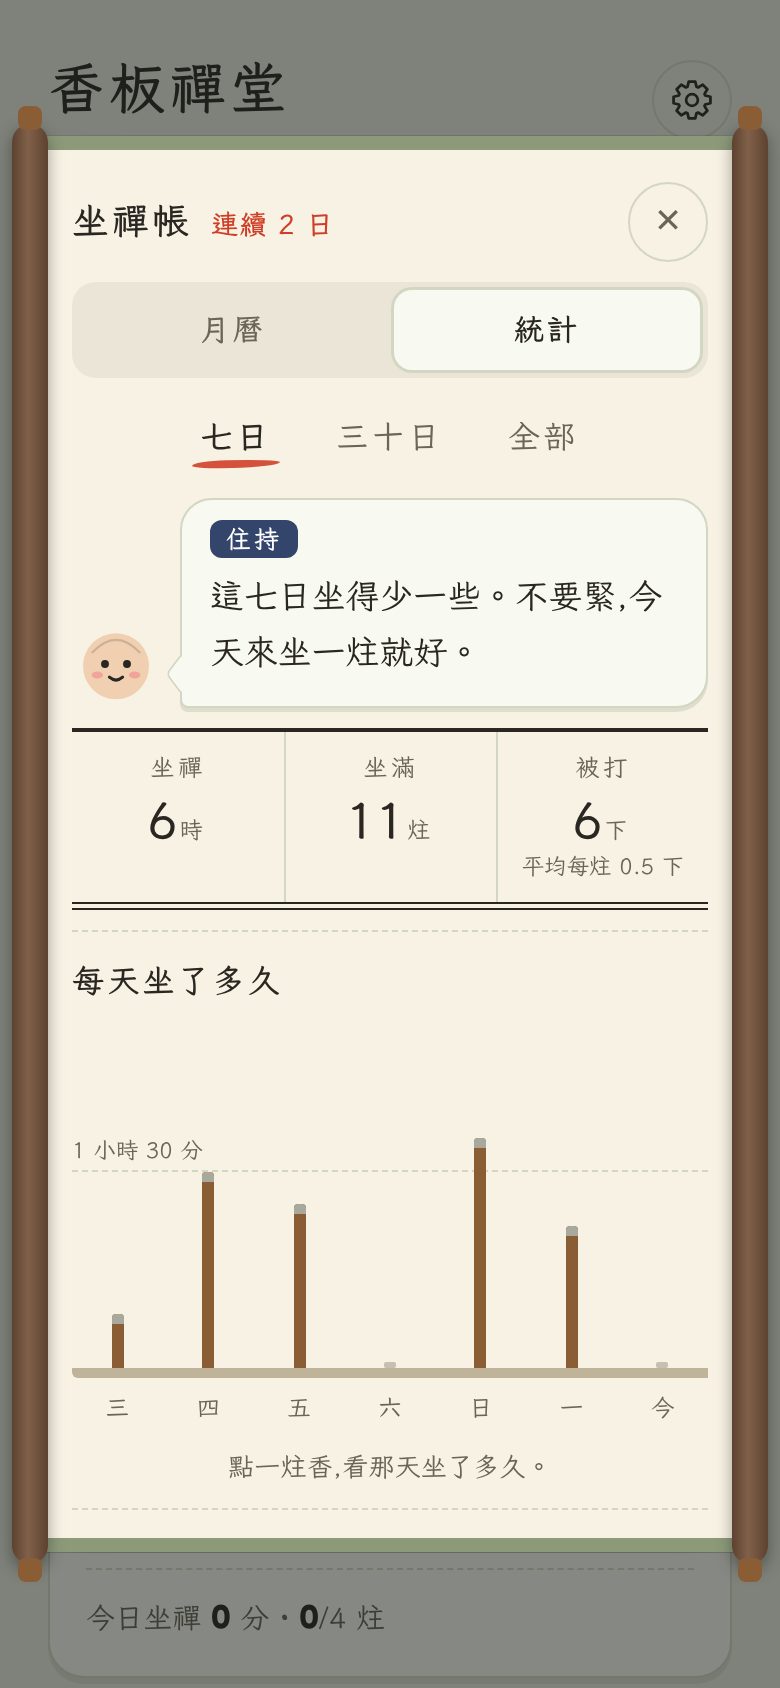 香板禪堂
坐禪帳 連續 2 日
月曆 統計
七日 三十日 全部
住持
這七日坐得少一些。不要緊,今
天來坐一炷就好。
坐禪 坐滿 被打
6時 11炷 6下
平均每炷 0.5 下
每天坐了多久
1 小時 30 分
三 四 五 六 日 一 今
點一炷香,看那天坐了多久。
今日坐禪 0 分·0/4 炷